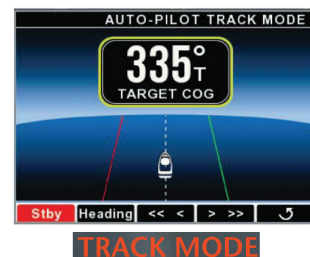 AUTO-PILOT TRACK MODE
335°T
TARGET COG
Stby Heading << < > >>
TRACK MODE